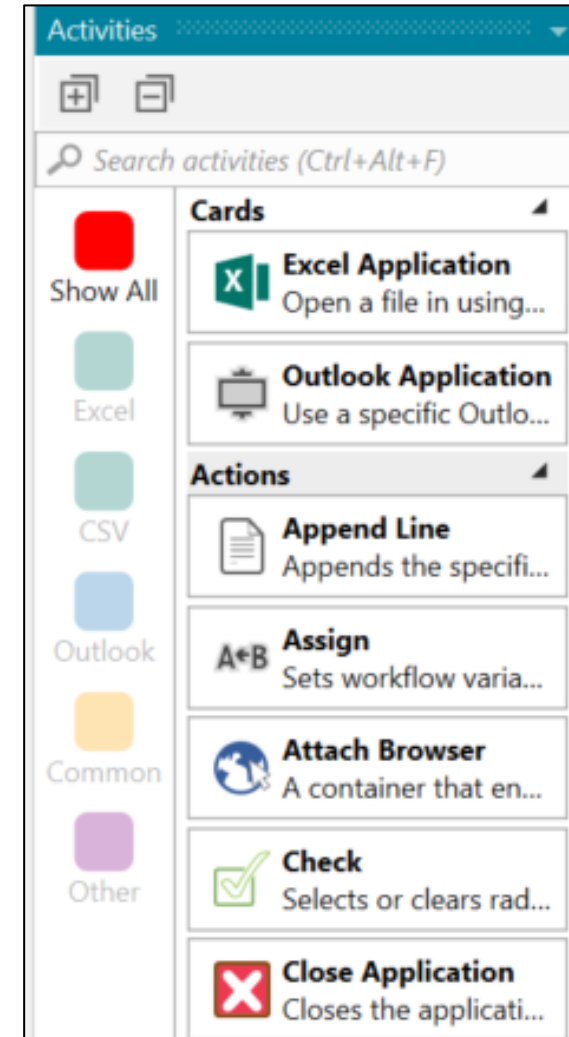 Activities
Search activities (Ctrl+Alt+F)
Show All
Excel
CSV
Outlook
Common
Other
Cards
Excel Application
Open a file in using...
Outlook Application
Use a specific Outlo...
Actions
Append Line
Appends the specifi...
A B Assign
Sets workflow varia...
Attach Browser
A container that en...
Check
Selects or clears rad...
Close Application
Closes the applicati...